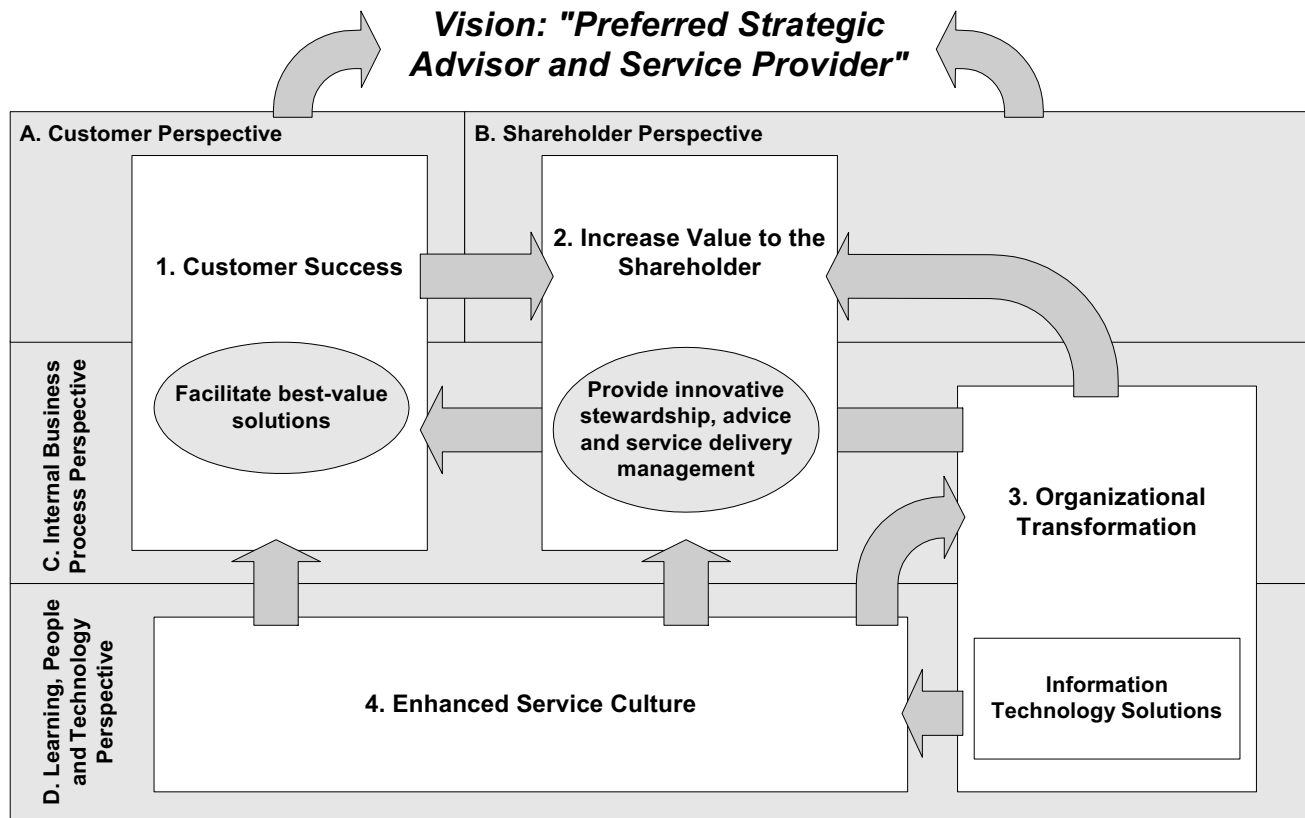 Vision: "Preferred Strategic
Advisor and Service Provider"
A. Customer Perspective
B. Shareholder Perspective
1. Customer Success
2. Increase Value to the
Shareholder
Facilitate best-value
solutions
Provide innovative
stewardship, advice
and service delivery
management
C. Internal Business
Process Perspective
3. Organizational
Transformation
D. Learning, People
and Technology
Perspective
4. Enhanced Service Culture
Information
Technology Solutions